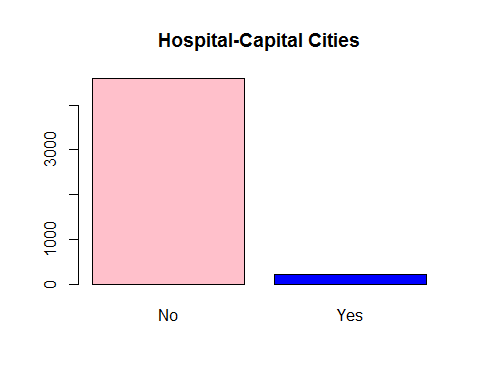 Hospital-Capital Cities
3000
1000
0
No Yes